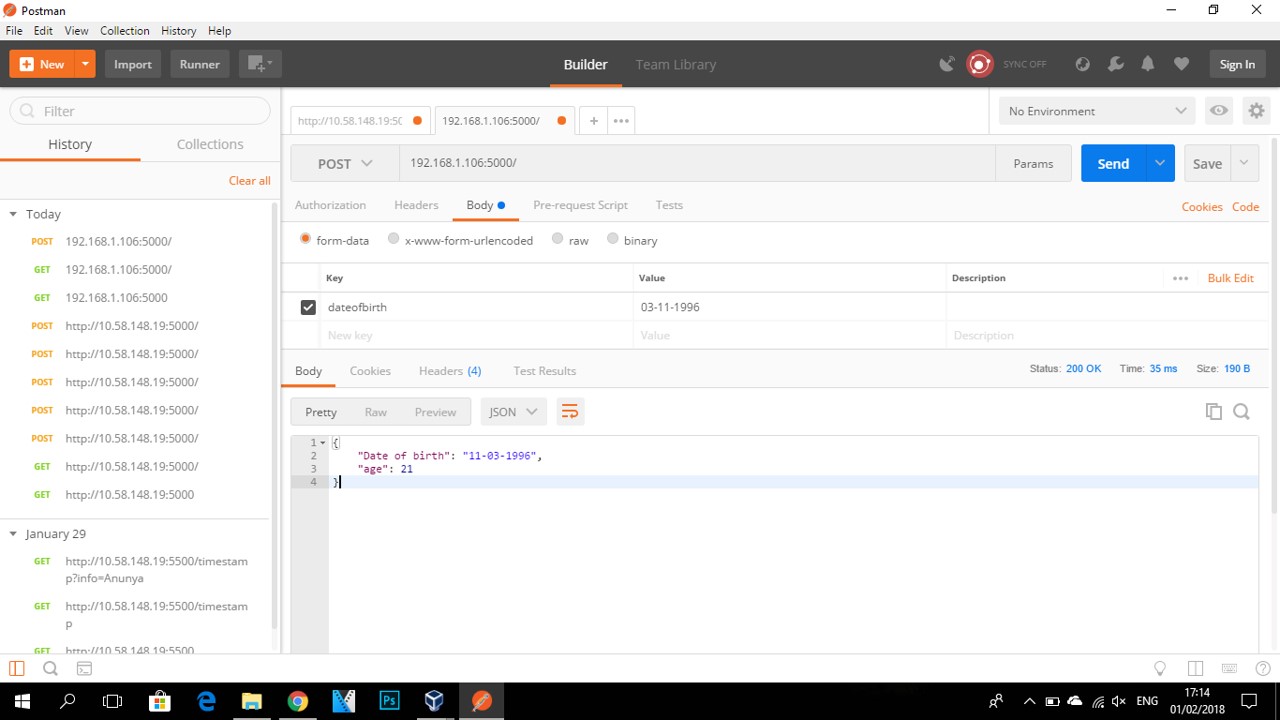 Postman
File Edit View Collection History Help
New Import Runner Builder Team Library SYNC OFF Sign In
Filter
History Collections
Clear all
Today
POST 192.168.1.106:5000/
GET 192.168.1.106:5000/
GET 192.168.1.106:5000
POST http://10.58.148.19:5000/
POST http://10.58.148.19:5000/
POST http://10.58.148.19:5000/
POST http://10.58.148.19:5000/
POST http://10.58.148.19:5000/
GET http://10.58.148.19:5000/
GET http://10.58.148.19:5000
January 29
GET http://10.58.148.19:5500/timestam
p?info=Anunya
GET http://10.58.148.19:5500/timestam
p
GET http://10.58.148.19:5500
http://10.58.148.19:50 192.168.1.106:5000/ + ••• No Environment
POST 192.168.1.106:5000/ Params Send Save
Authorization Headers Body Pre-request Script Tests Cookies Code
form-data x-www-form-urlencoded raw binary
Key Value Description ••• Bulk Edit
dateofbirth 03-11-1996
New key Value Description
Body Cookies Headers (4) Test Results Status: 200 OK Time: 35 ms Size: 190 B
Pretty Raw Preview JSON
1 {
2 "Date of birth": "11-03-1996",
3 "age": 21
4 }
Ps ENG 17:14
01/02/2018